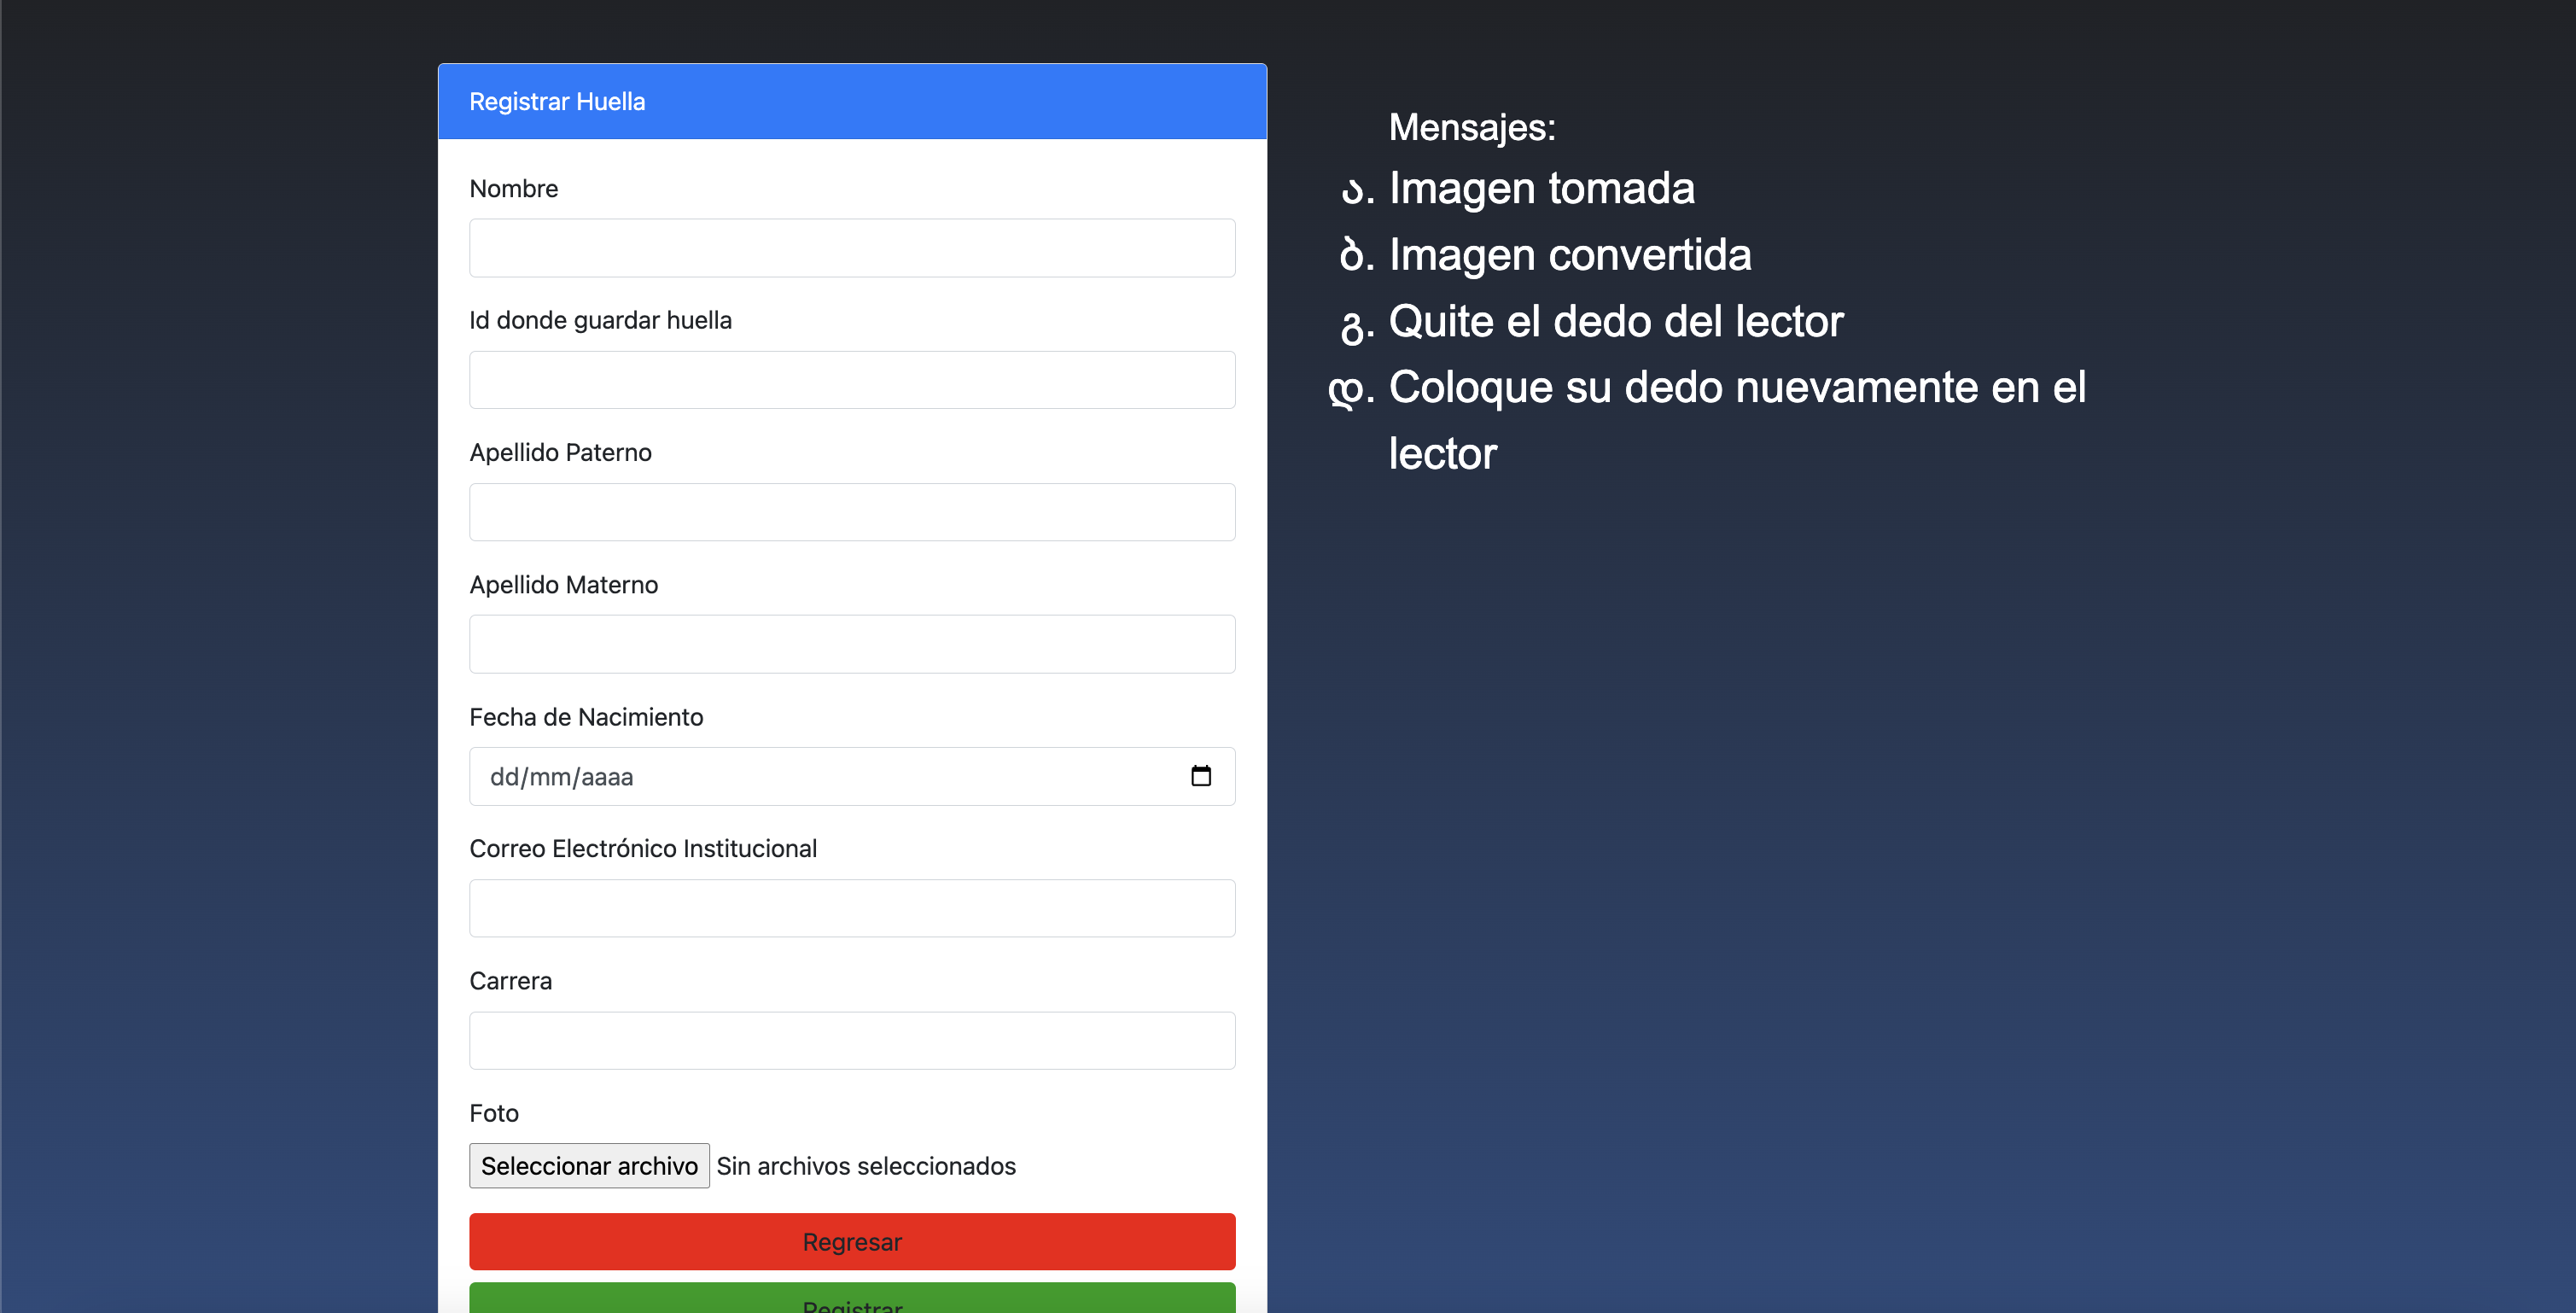 Registrar Huella
Nombre
Id donde guardar huella
Apellido Paterno
Apellido Materno
Fecha de Nacimiento
dd/mm/aaaa
Correo Electrónico Institucional
Carrera
Foto
Seleccionar archivo Sin archivos seleccionados
Regresar
Registrar
Mensajes:
ა. Imagen tomada
ბ. Imagen convertida
გ. Quite el dedo del lector
დ. Coloque su dedo nuevamente en el
lector